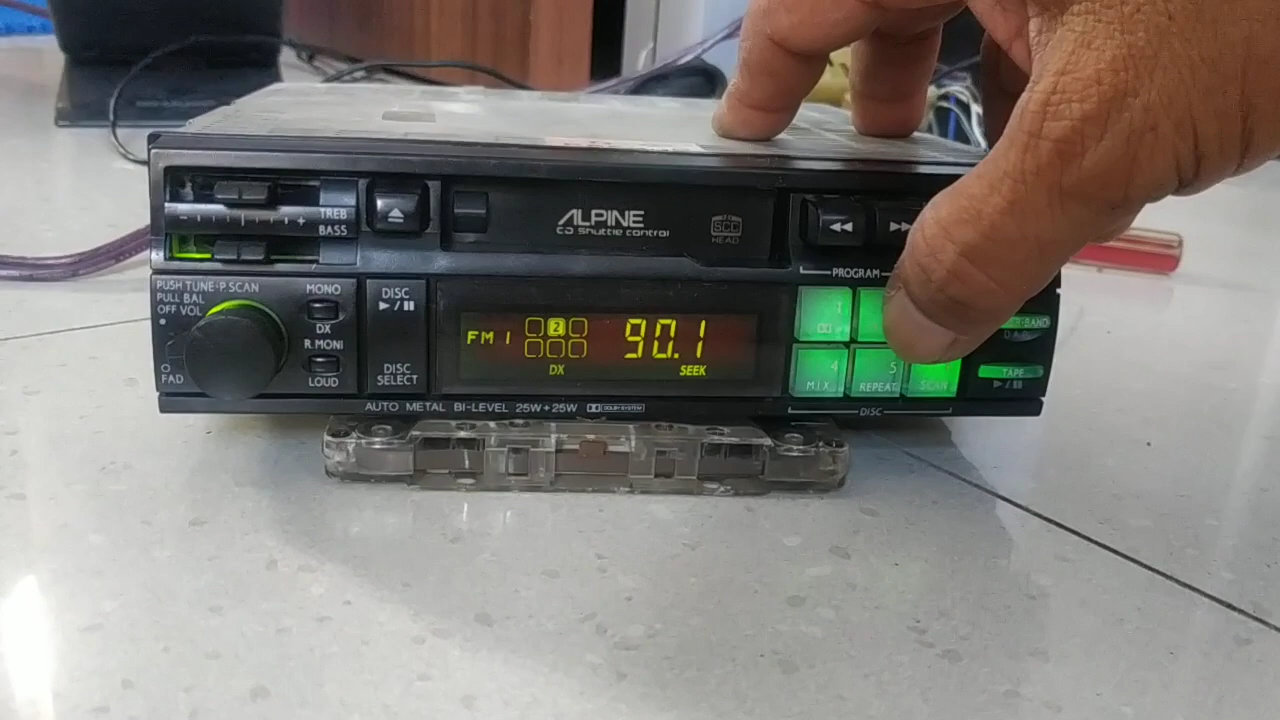 TREB
- +
BASS
ALPINE
CD Shuttle control
SCC
HEAD
PROGRAM
PUSH TUNE·P.SCAN
PULL BAL
OFF VOL
FAD
MONO
DX
R.MONI
LOUD
DISC
DISC
SELECT
FM 1
2
90.1
DX
SEEK
1
4
MIX
5
REPEAT
SCAN
BAND
TAPE
AUTO METAL BI-LEVEL 25W+25W DOLBY SYSTEM
DISC